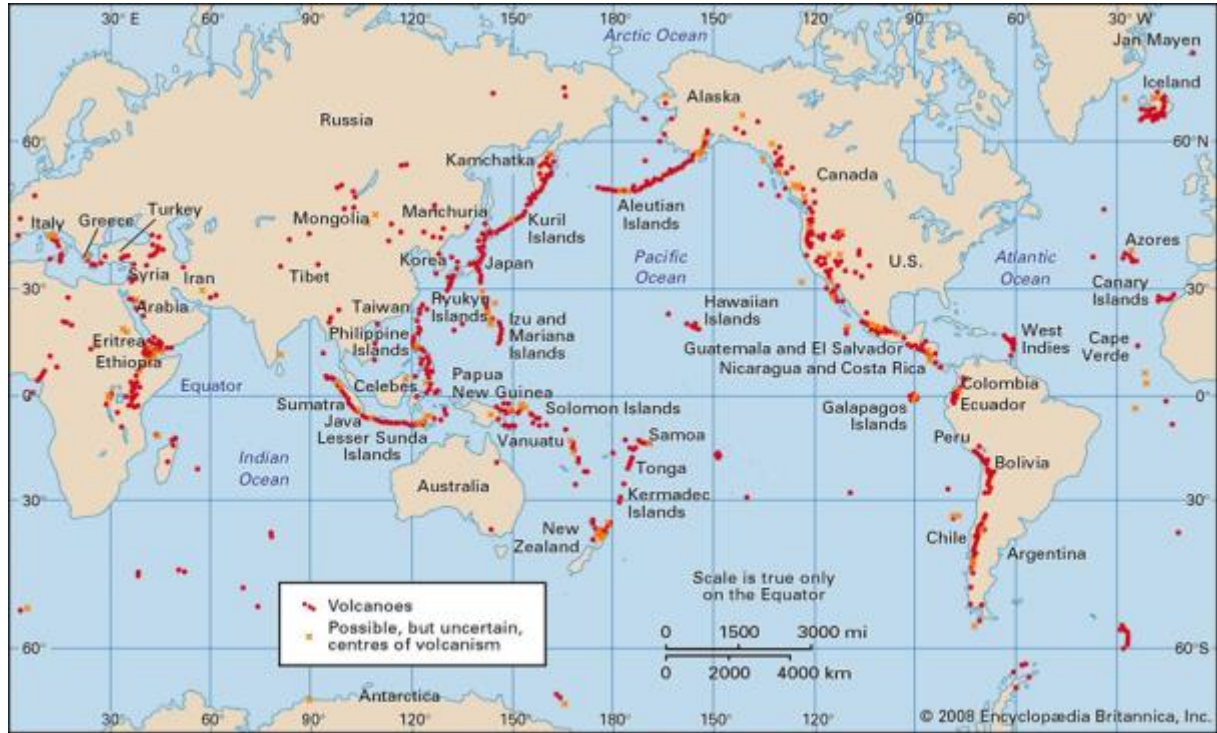 30° E
60°
90°
120°
150°
180°
150°
120°
90°
60°
30° W
Arctic Ocean
Jan Mayen
Iceland
Alaska
Russia
60°
60°N
Kamchatka
Canada
Turkey
Greece
Italy
Mongolia
Manchuria
Kuril
Islands
Aleutian
Islands
Azores
Korea
Japan
Pacific
Ocean
U.S.
Atlantic
Ocean
Syria
Iran
Tibet
30°
30°
Canary
Islands
Arabia
Taiwan
Ryukyu
Islands
Hawaiian
Islands
Izu and
Mariana
Islands
Eritrea
Ethiopia
Philippine
Islands
West
Indies
Cape
Verde
Guatemala and El Salvador
Nicaragua and Costa Rica
Equator
Celebes
Papua
New Guinea
Colombia
Ecuador
0°
0°
Sumatra
Java
Lesser Sunda
Islands
Solomon Islands
Galapagos
Islands
Vanuatu
Samoa
Peru
Bolivia
Indian
Ocean
Tonga
Australia
Kermadec
Islands
30°
30°
New
Zealand
Chile
Argentina
Scale is true only
on the Equator
Volcanoes
Possible, but uncertain,
centres of volcanism
0 1500 3000 mi
0 2000 4000 km
60°
60°S
Antarctica
30°
60°
90°
120°
150°
180°
150°
120°
© 2008 Encyclopædia Britannica, Inc.